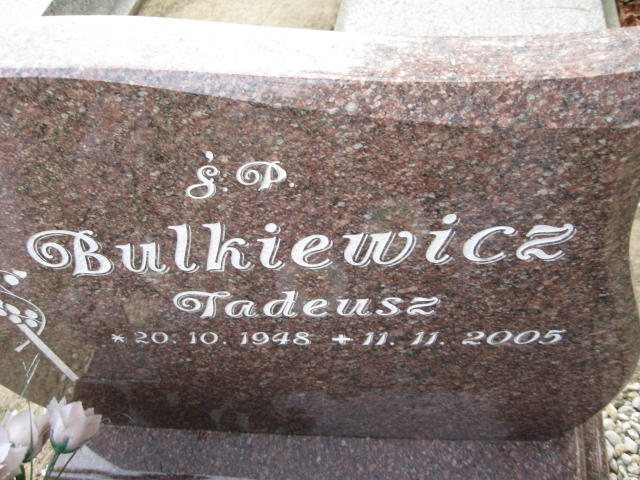 ś. P.
Bulkiewicz
Tadeusz
* 20. 10. 1948 + 11. 11. 2005